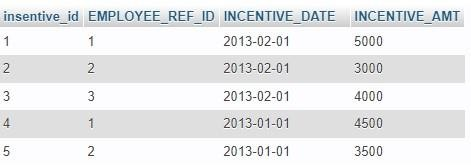 insentive_id EMPLOYEE_REF_ID INCENTIVE_DATE INCENTIVE_AMT
1 1 2013-02-01 5000
2 2 2013-02-01 3000
3 3 2013-02-01 4000
4 1 2013-01-01 4500
5 2 2013-01-01 3500